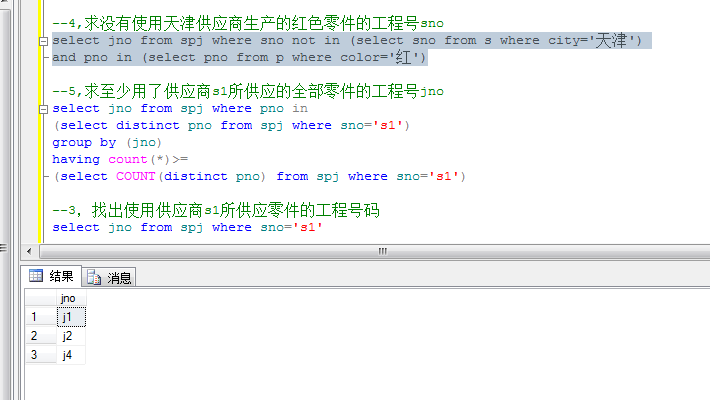 --4,求没有使用天津供应商生产的红色零件的工程号sno
select jno from spj where sno not in (select sno from s where city='天津')
and pno in (select pno from p where color='红')
--5,求至少用了供应商s1所供应的全部零件的工程号jno
select jno from spj where pno in
(select distinct pno from spj where sno='s1')
group by (jno)
having count(*)>=
(select COUNT(distinct pno) from spj where sno='s1')
--3，找出使用供应商s1所供应零件的工程号码
select jno from spj where sno='s1'
结果 消息
jno
1 j1
2 j2
3 j4